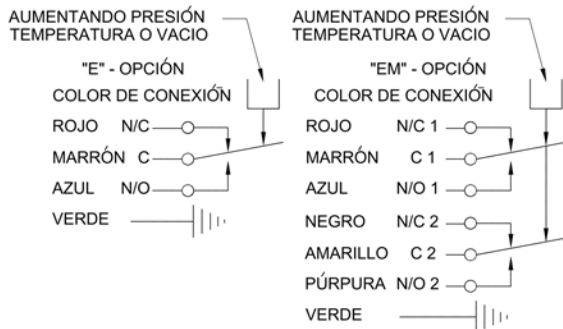 AUMENTANDO PRESIÓN
TEMPERATURA O VACIO
"E" - OPCIÓN
COLOR DE CONEXIÓN
ROJO N/C
MARRÓN C
AZUL N/O
VERDE
AUMENTANDO PRESIÓN
TEMPERATURA O VACIO
"EM" - OPCIÓN
COLOR DE CONEXIÓN
ROJO N/C 1
MARRÓN C 1
AZUL N/O 1
NEGRO N/C 2
AMARILLO C 2
PÚRPURA N/O 2
VERDE